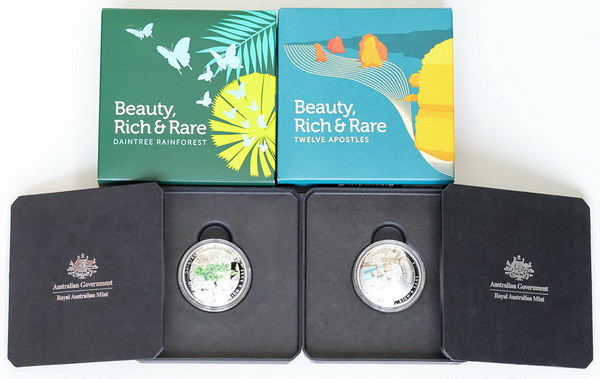 Beauty,
Rich & Rare
DAINTREE RAINFOREST
Beauty,
Rich & Rare
TWELVE APOSTLES
Australian Government
Royal Australian Mint
Australian Government
Royal Australian Mint